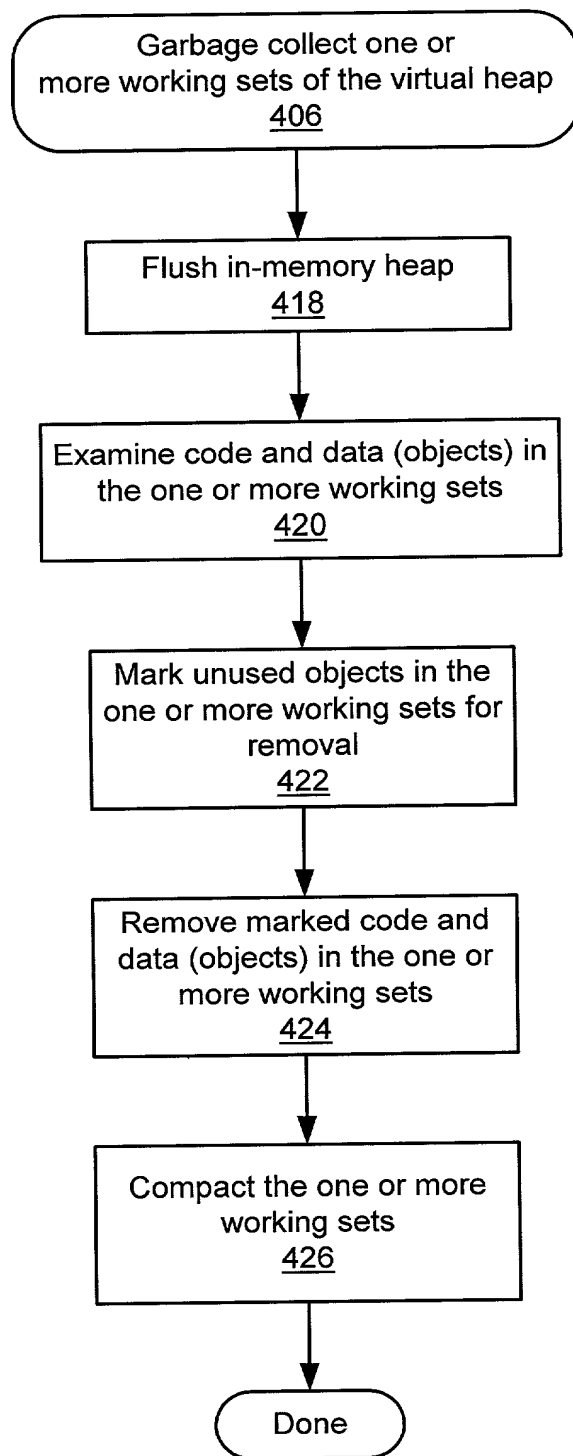 Garbage collect one or
more working sets of the virtual heap
406
Flush in-memory heap
418
Examine code and data (objects) in
the one or more working sets
420
Mark unused objects in the
one or more working sets for
removal
422
Remove marked code and
data (objects) in the one or
more working sets
424
Compact the one or more
working sets
426
Done